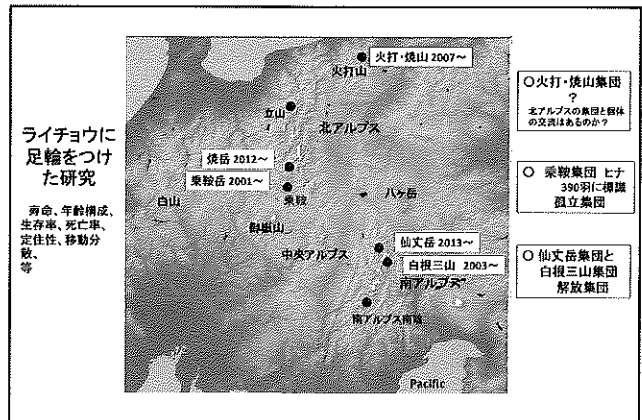 ライチョウに
足輪をつけ
た研究
寿命、年齢構成、
生存率、死亡率、
定住性、移動分
散、
等
火打・焼山 2007~
火打山
立山
北アルプス
焼岳 2012~
乗鞍岳 2001~
乗鞍
白山
御嶽山
八ヶ岳
中央アルプス
仙丈岳 2013~
白根三山 2003~
南アルプス
南アルプス南端
Pacific
○火打・焼山集団
?
北アルプスの集団と個体
の交流はあるのか?
○ 乗鞍集団 ヒナ
390羽に標識
孤立集団
○ 仙丈岳集団と
白根三山集団
解放集団